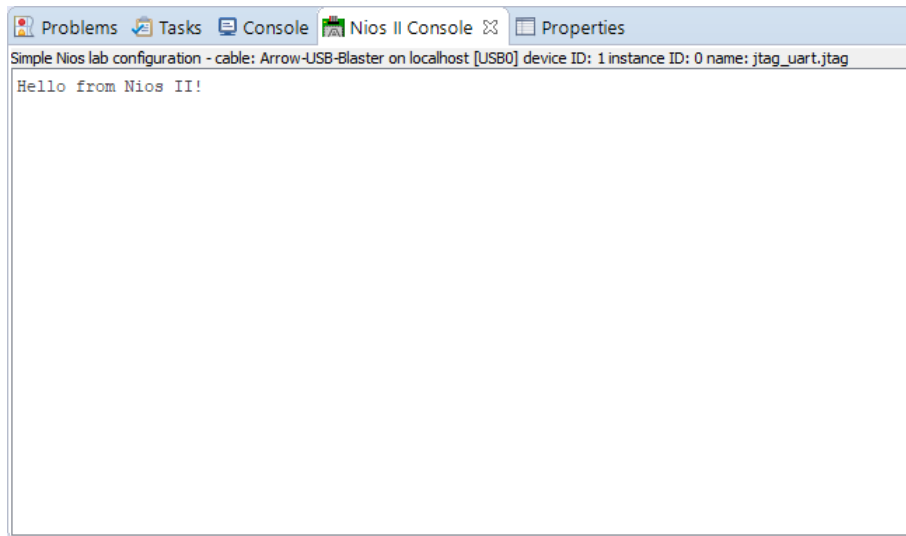 Problems Tasks Console Nios II Console Properties
Simple Nios lab configuration - cable: Arrow-USB-Blaster on localhost [USB0] device ID: 1 instance ID: 0 name: jtag_uart.jtag
Hello from Nios II!